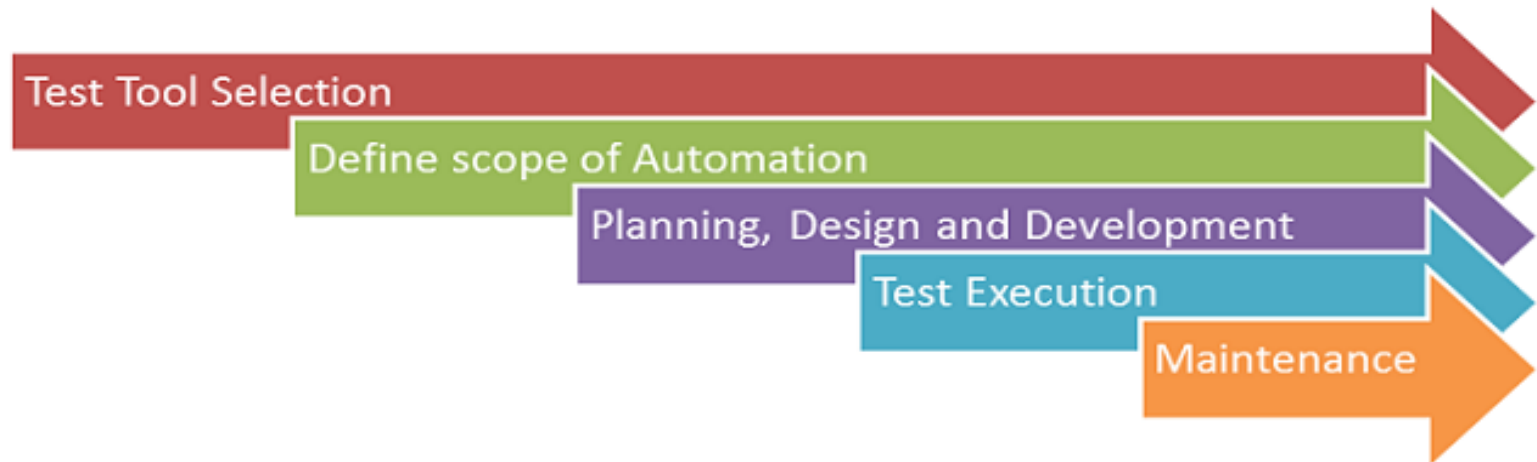 Test Tool Selection
Define scope of Automation
Planning, Design and Development
Test Execution
Maintenance